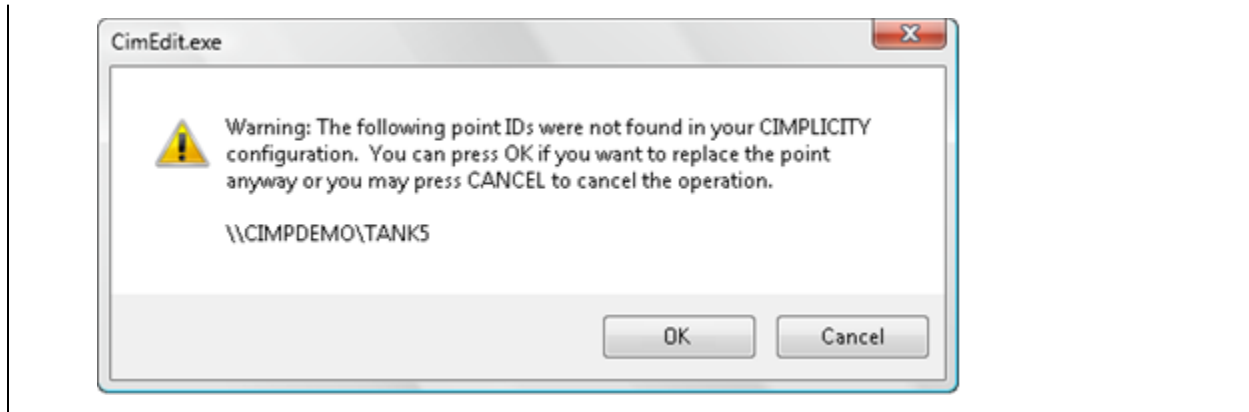 CimEdit.exe
Warning: The following point IDs were not found in your CIMPLICITY
configuration. You can press OK if you want to replace the point
anyway or you may press CANCEL to cancel the operation.
\\CIMPDEMO\TANK5
OK Cancel